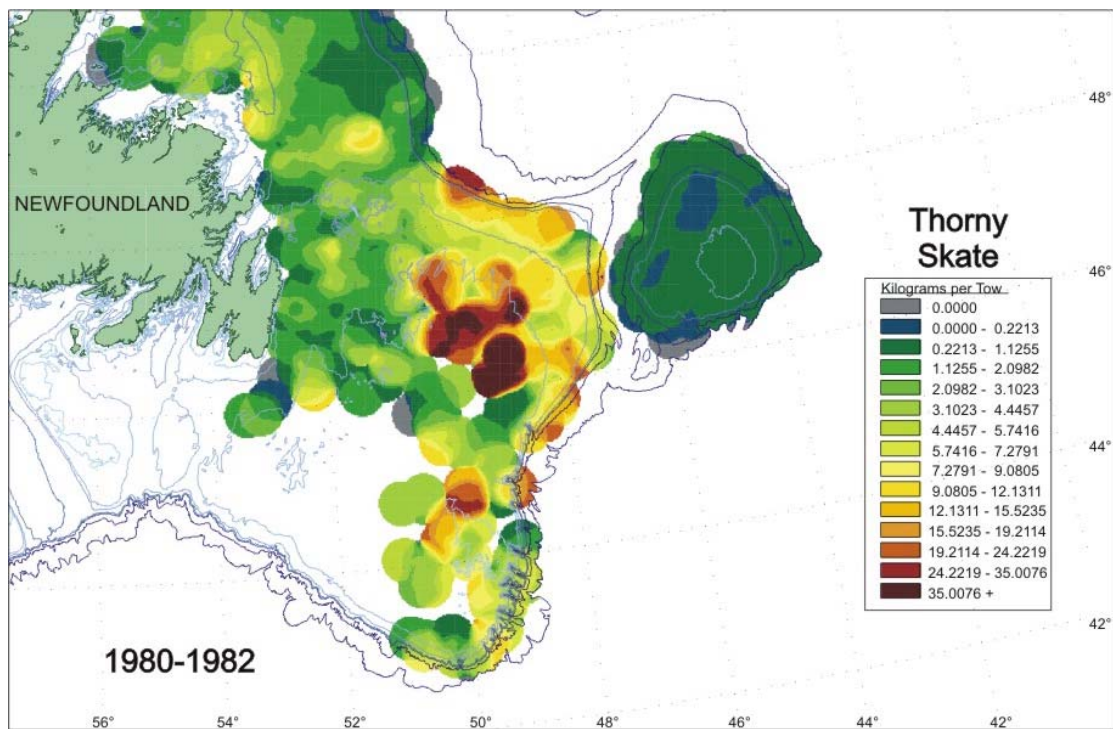 48°
NEWFOUNDLAND
Thorny
Skate
46°
Kilograms per Tow
0.0000
0.0000 - 0.2213
0.2213 - 1.1255
1.1255 - 2.0982
2.0982 - 3.1023
3.1023 - 4.4457
4.4457 - 5.7416
5.7416 - 7.2791
7.2791 - 9.0805
9.0805 - 12.1311
12.1311 - 15.5235
15.5235 - 19.2114
19.2114 - 24.2219
24.2219 - 35.0076
35.0076 +
44°
42°
1980-1982
56° 54° 52° 50° 48° 46° 44° 42°